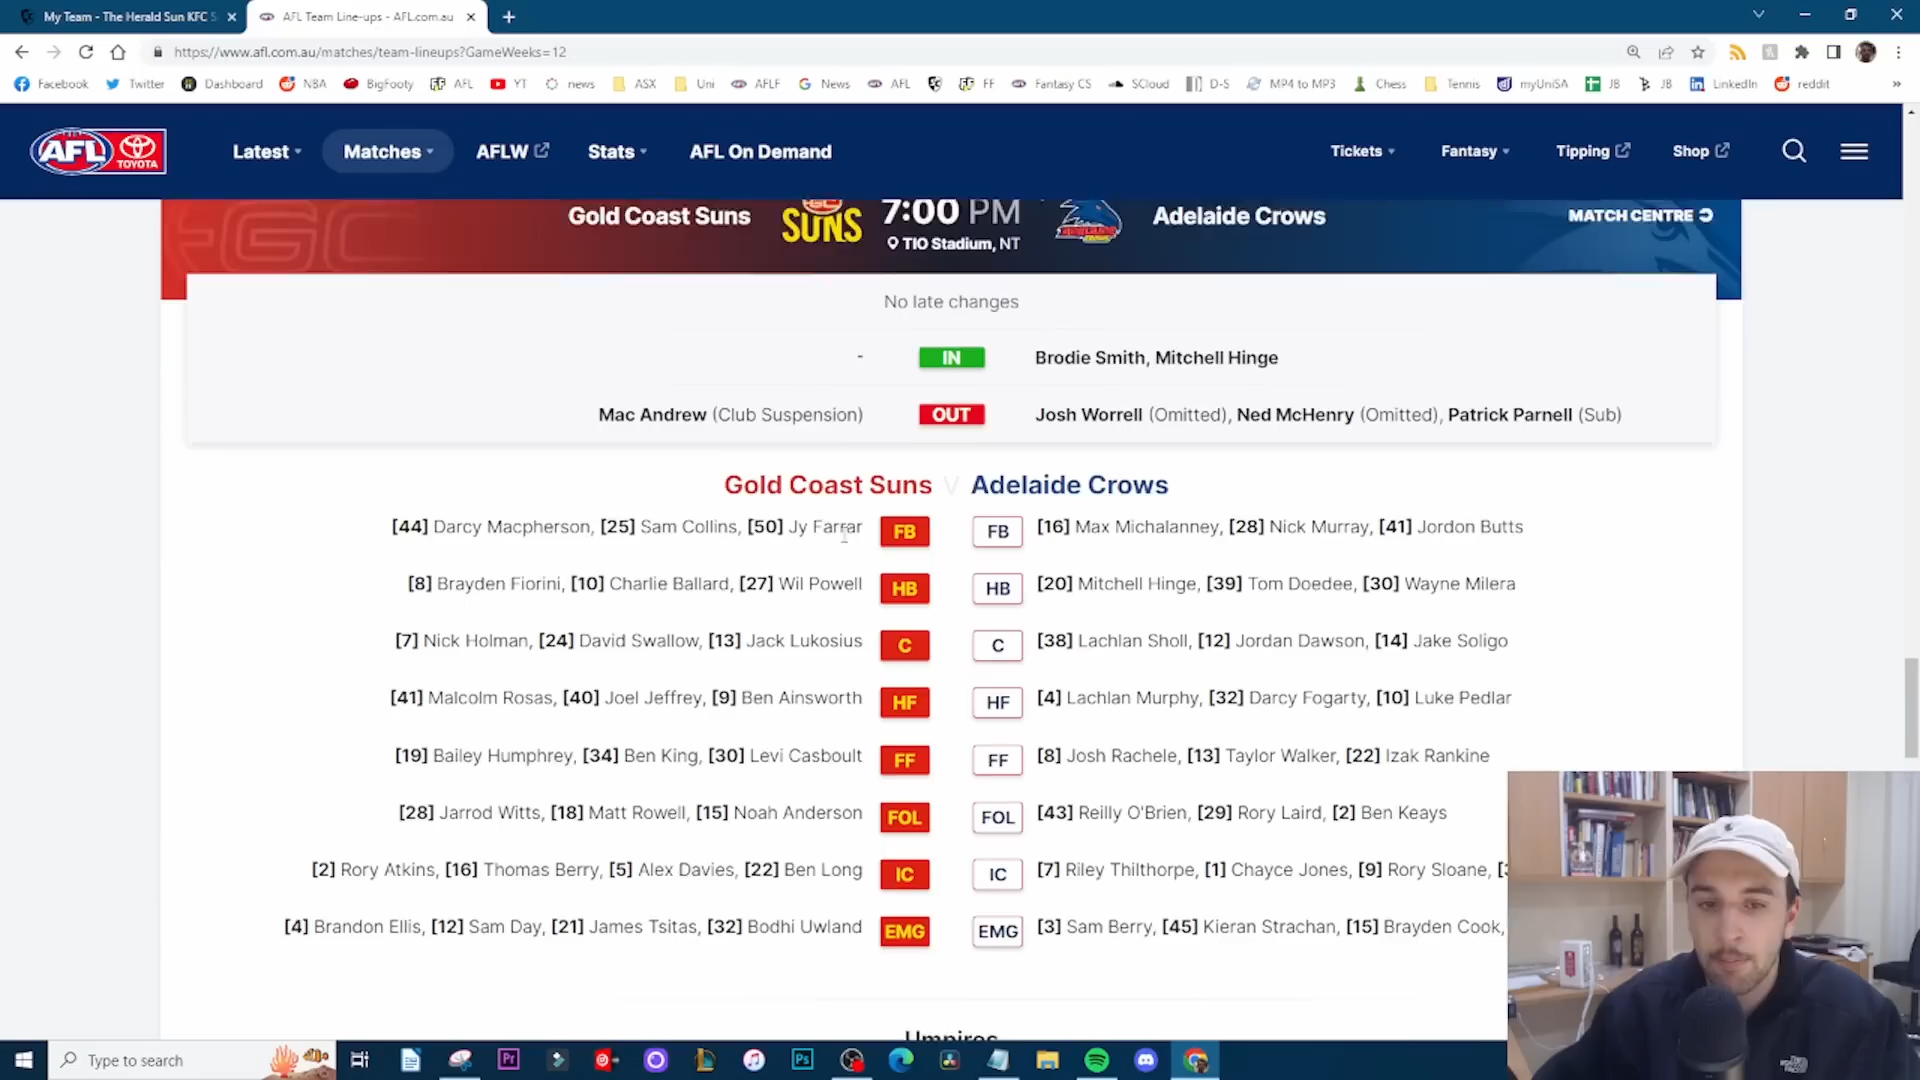 My Team - The Herald Sun KFC S
AFL Team Line-ups - AFL.com.au
https://www.afl.com.au/matches/team-lineups?GameWeeks=12
Facebook Twitter Dashboard NBA BigFooty AFL YT news ASX Uni AFLF News AFL FF Fantasy CS SCloud D-S MP4 to MP3 Chess Tennis myUniSA JB JB LinkedIn reddit »
AFL TOYOTA Latest Matches AFLW Stats AFL On Demand Tickets Fantasy Tipping Shop
Gold Coast Suns SUNS 7:00 PM Adelaide Crows MATCH CENTRE
TIO Stadium, NT
No late changes
- IN Brodie Smith, Mitchell Hinge
Mac Andrew (Club Suspension) OUT Josh Worrell (Omitted), Ned McHenry (Omitted), Patrick Parnell (Sub)
Gold Coast Suns V Adelaide Crows
[44] Darcy Macpherson, [25] Sam Collins, [50] Jy Farrar FB FB [16] Max Michalanney, [28] Nick Murray, [41] Jordon Butts
[8] Brayden Fiorini, [10] Charlie Ballard, [27] Wil Powell HB HB [20] Mitchell Hinge, [39] Tom Doedee, [30] Wayne Milera
[7] Nick Holman, [24] David Swallow, [13] Jack Lukosius C C [38] Lachlan Sholl, [12] Jordan Dawson, [14] Jake Soligo
[41] Malcolm Rosas, [40] Joel Jeffrey, [9] Ben Ainsworth HF HF [4] Lachlan Murphy, [32] Darcy Fogarty, [10] Luke Pedlar
[19] Bailey Humphrey, [34] Ben King, [30] Levi Casboult FF FF [8] Josh Rachele, [13] Taylor Walker, [22] Izak Rankine
[28] Jarrod Witts, [18] Matt Rowell, [15] Noah Anderson FOL FOL [43] Reilly O'Brien, [29] Rory Laird, [2] Ben Keays
[2] Rory Atkins, [16] Thomas Berry, [5] Alex Davies, [22] Ben Long IC IC [7] Riley Thilthorpe, [1] Chayce Jones, [9] Rory Sloane,
[4] Brandon Ellis, [12] Sam Day, [21] James Tsitas, [32] Bodhi Uwland EMG EMG [3] Sam Berry, [45] Kieran Strachan, [15] Brayden Cook,
Umpires
Type to search